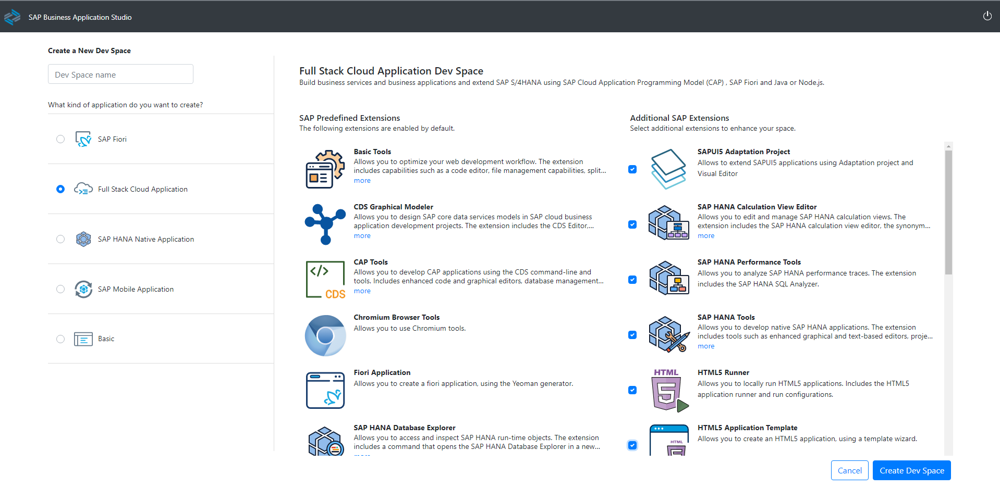 SAP Business Application Studio
Create a New Dev Space
Dev Space name
What kind of application do you want to create?
SAP Fiori
Full Stack Cloud Application
SAP HANA Native Application
SAP Mobile Application
Basic
Full Stack Cloud Application Dev Space
Build business services and business applications and extend SAP S/4HANA using SAP Cloud Application Programming Model (CAP) , SAP Fiori and Java or Node.js.
SAP Predefined Extensions
The following extensions are enabled by default.
Basic Tools
Allows you to optimize your web development workflow. The extension
includes capabilities such as a code editor, file management capabilities, split...
more
CDS Graphical Modeler
Allows you to design SAP core data services models in SAP cloud business
application development projects. The extension includes the CDS Editor,...
more
</>
CDS
CAP Tools
Allows you to develop CAP applications using the CDS command-line and
tools. Includes enhanced code and graphical editors, database management...
more
Chromium Browser Tools
Allows you to use Chromium tools.
Fiori Application
Allows you to create a fiori application, using the Yeoman generator.
SAP HANA Database Explorer
Allows you to access and inspect SAP HANA run-time objects. The extension
includes a command that opens the SAP HANA Database Explorer in a new...
Additional SAP Extensions
Select additional extensions to enhance your space.
SAPUI5 Adaptation Project
Allows to extend SAPUI5 applications using Adaptation project and
Visual Editor
SAP HANA Calculation View Editor
Allows you to edit and manage SAP HANA calculation views. The
extension includes the SAP HANA calculation view editor, the synonym...
more
SAP HANA Performance Tools
Allows you to analyze SAP HANA performance traces. The extension
includes the SAP HANA SQL Analyzer.
SAP HANA Tools
Allows you to develop native SAP HANA applications. The extension
includes tools such as enhanced graphical and text-based editors, proje...
more
HTML
5
HTML5 Runner
Allows you to locally run HTML5 applications. Includes the HTML5
application runner and run configurations.
HTML
HTML5 Application Template
Allows you to create an HTML5 application, using a template wizard.
Cancel
Create Dev Space